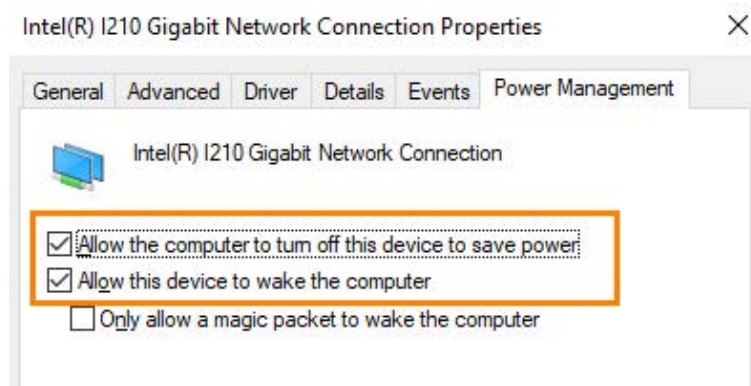 Intel(R) I210 Gigabit Network Connection Properties
General Advanced Driver Details Events Power Management
Intel(R) I210 Gigabit Network Connection
Allow the computer to turn off this device to save power
Allow this device to wake the computer
Only allow a magic packet to wake the computer